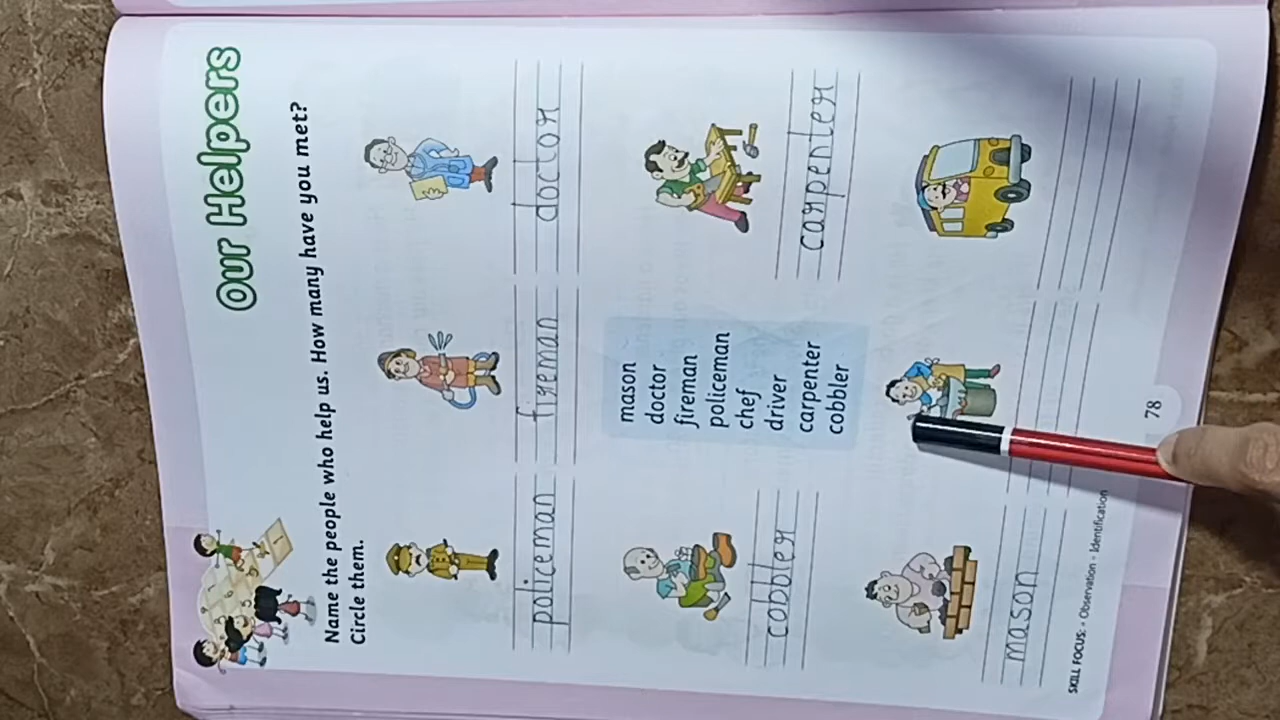 Our Helpers
Name the people who help us. How many have you met?
Circle them.
policeman
fireman
doctor
mason
doctor
fireman
policeman
chef
driver
carpenter
cobbler
cobbler
carpenter
mason
SKILL FOCUS: • Observation • Identification
78